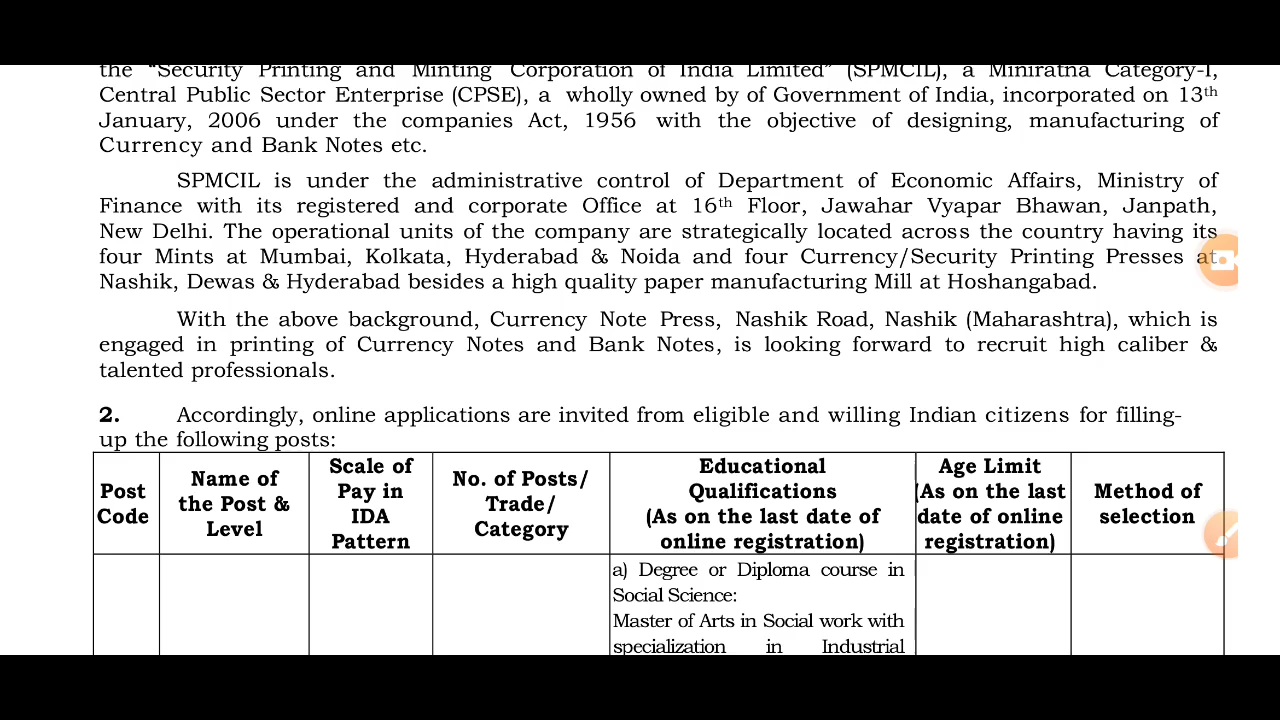 the "Security Printing and Minting Corporation of India Limited" (SPMCIL), a Miniratna Category-I,
Central Public Sector Enterprise (CPSE), a wholly owned by of Government of India, incorporated on 13th
January, 2006 under the companies Act, 1956 with the objective of designing, manufacturing of
Currency and Bank Notes etc.
SPMCIL is under the administrative control of Department of Economic Affairs, Ministry of
Finance with its registered and corporate Office at 16th Floor, Jawahar Vyapar Bhawan, Janpath,
New Delhi. The operational units of the company are strategically located across the country having its
four Mints at Mumbai, Kolkata, Hyderabad & Noida and four Currency/Security Printing Presses at
Nashik, Dewas & Hyderabad besides a high quality paper manufacturing Mill at Hoshangabad.
With the above background, Currency Note Press, Nashik Road, Nashik (Maharashtra), which is
engaged in printing of Currency Notes and Bank Notes, is looking forward to recruit high caliber &
talented professionals.
2. Accordingly, online applications are invited from eligible and willing Indian citizens for filling-
up the following posts:
Post
Code
Name of
the Post &
Level
Scale of
Pay in
IDA
Pattern
No. of Posts/
Trade/
Category
Educational
Qualifications
(As on the last date of
online registration)
Age Limit
(As on the last
date of online
registration)
Method of
selection
a) Degree or Diploma course in
Social Science:
Master of Arts in Social work with
specialization in Industrial